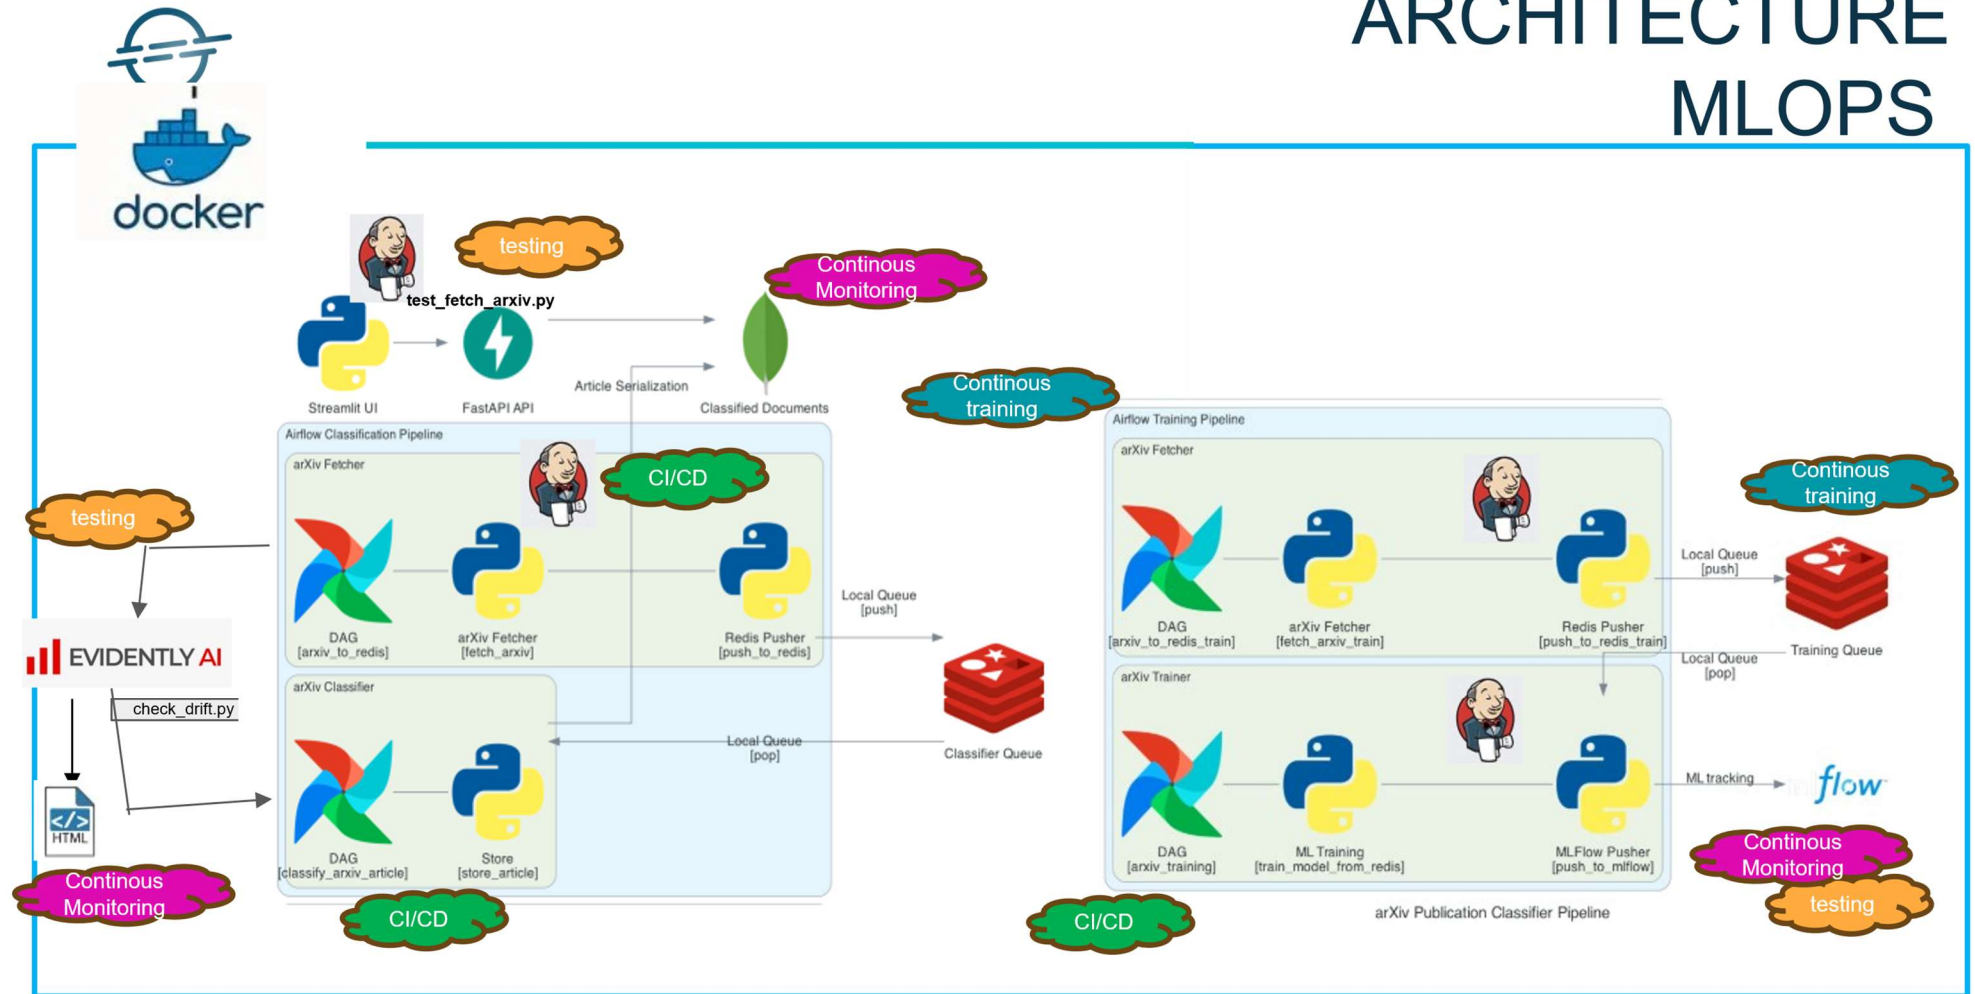 ARCHITECTURE
MLOPS
docker
testing
Continous
Monitoring
test_fetch_arxiv.py
Article Serialization
Streamlit UI
FastAPI API
Classified Documents
Continous
training
Airflow Classification Pipeline
arXiv Fetcher
CI/CD
testing
DAG
[arxiv_to_redis]
arXiv Fetcher
[fetch_arxiv]
Redis Pusher
[push_to_redis]
Local Queue
[push]
EVIDENTLY AI
check_drift.py
arXiv Classifier
Local Queue
[pop]
Classifier Queue
HTML
DAG
[classify_arxiv_article]
Store
[store_article]
Continous
Monitoring
CI/CD
Airflow Training Pipeline
arXiv Fetcher
Continous
training
Local Queue
[push]
DAG
[arxiv_to_redis_train]
arXiv Fetcher
[fetch_arxiv_train]
Redis Pusher
[push_to_redis_train]
Training Queue
Local Queue
[pop]
arXiv Trainer
ML tracking
flow
DAG
[arxiv_training]
ML Training
[train_model_from_redis]
MLFlow Pusher
[push_to_mlflow]
Continous
Monitoring
testing
CI/CD
arXiv Publication Classifier Pipeline